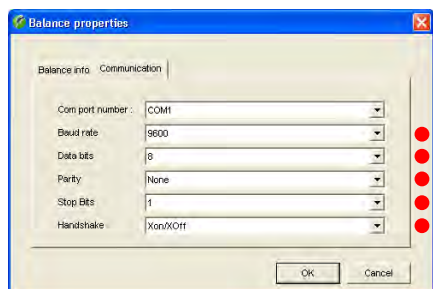 Balance properties
Balance info Communication
Com port number : COM1
Baud rate 9600
Data bits 8
Parity None
Stop Bits 1
Handshake Xon/XOff
OK Cancel